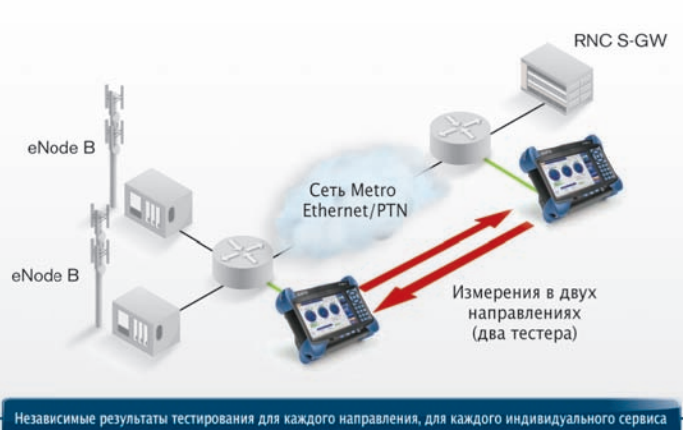 RNC S-GW
eNode B
Сеть Metro
Ethernet/PTN
eNode B
Измерения в двух
направлениях
(два тестера)
Независимые результаты тестирования для каждого направления, для каждого индивидуального сервиса